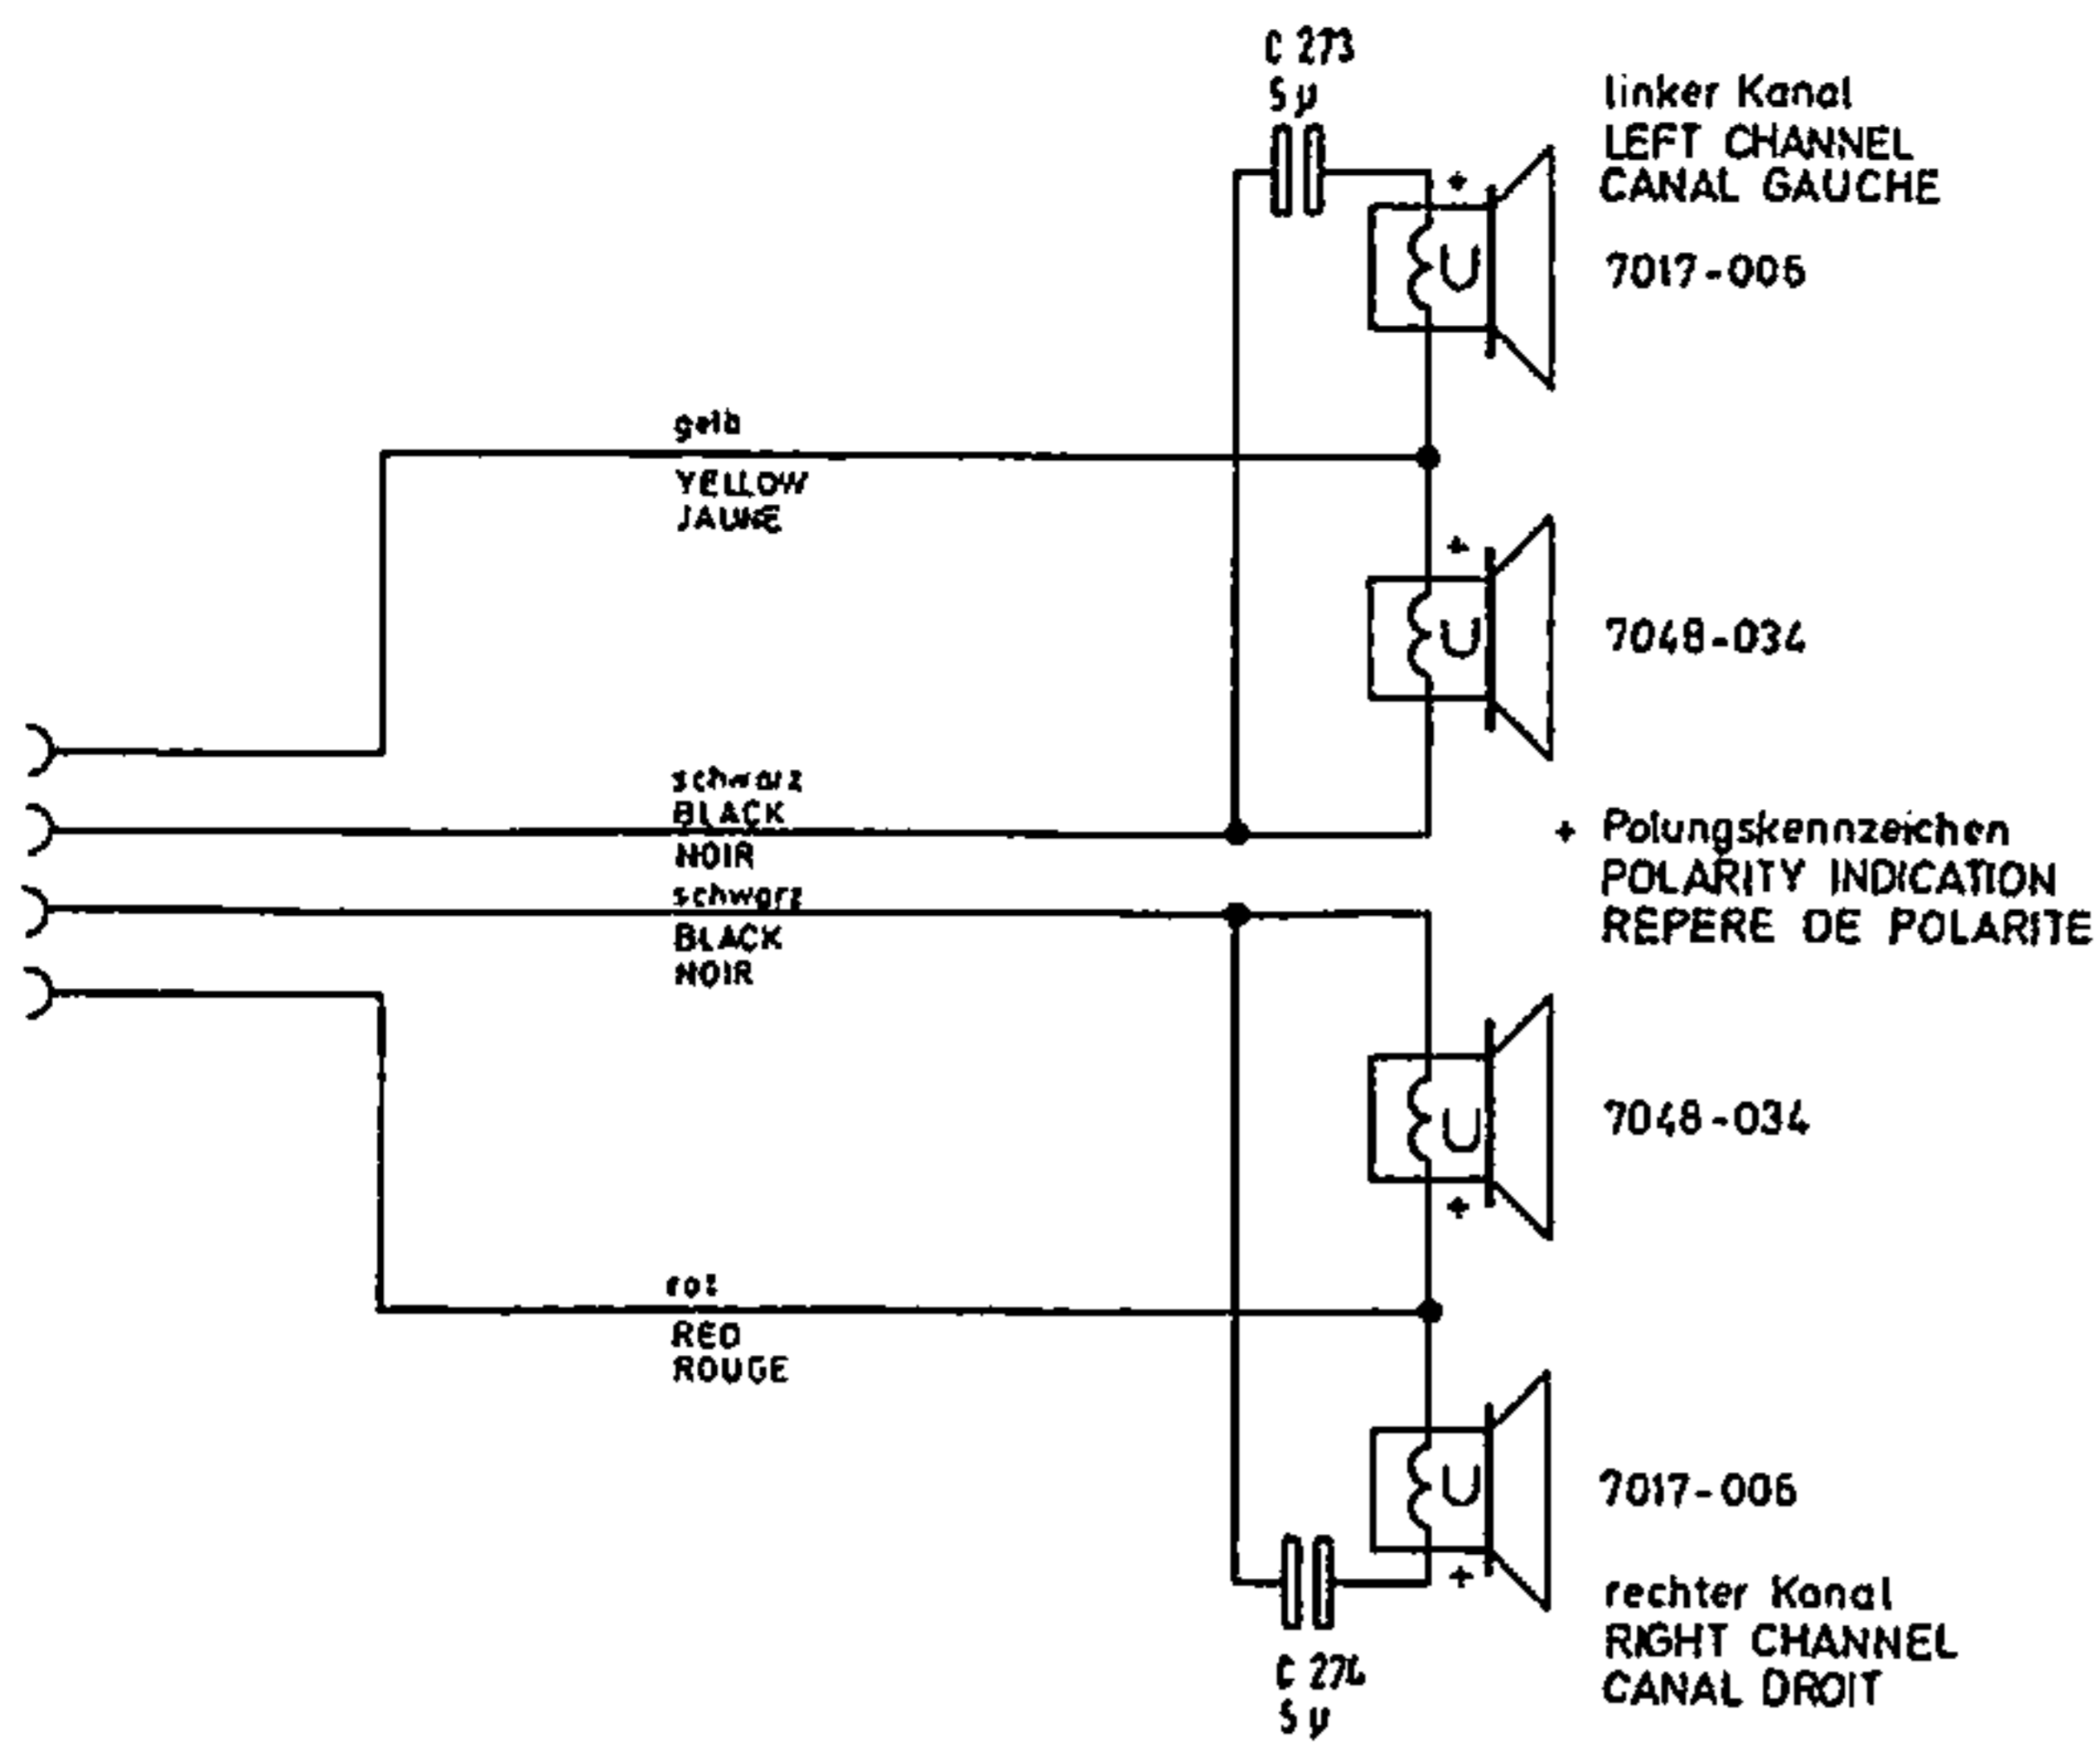 C 273
5 µ
linker Kanal
LEFT CHANNEL
CANAL GAUCHE
7017-006
gelb
YELLOW
JAUNE
7048-034
schwarz
BLACK
NOIR
+ Polungskennzeichen
POLARITY INDICATION
REPERE DE POLARITE
schwarz
BLACK
NOIR
7048-034
rot
RED
ROUGE
7017-006
rechter Kanal
RIGHT CHANNEL
CANAL DROIT
C 274
5 µ